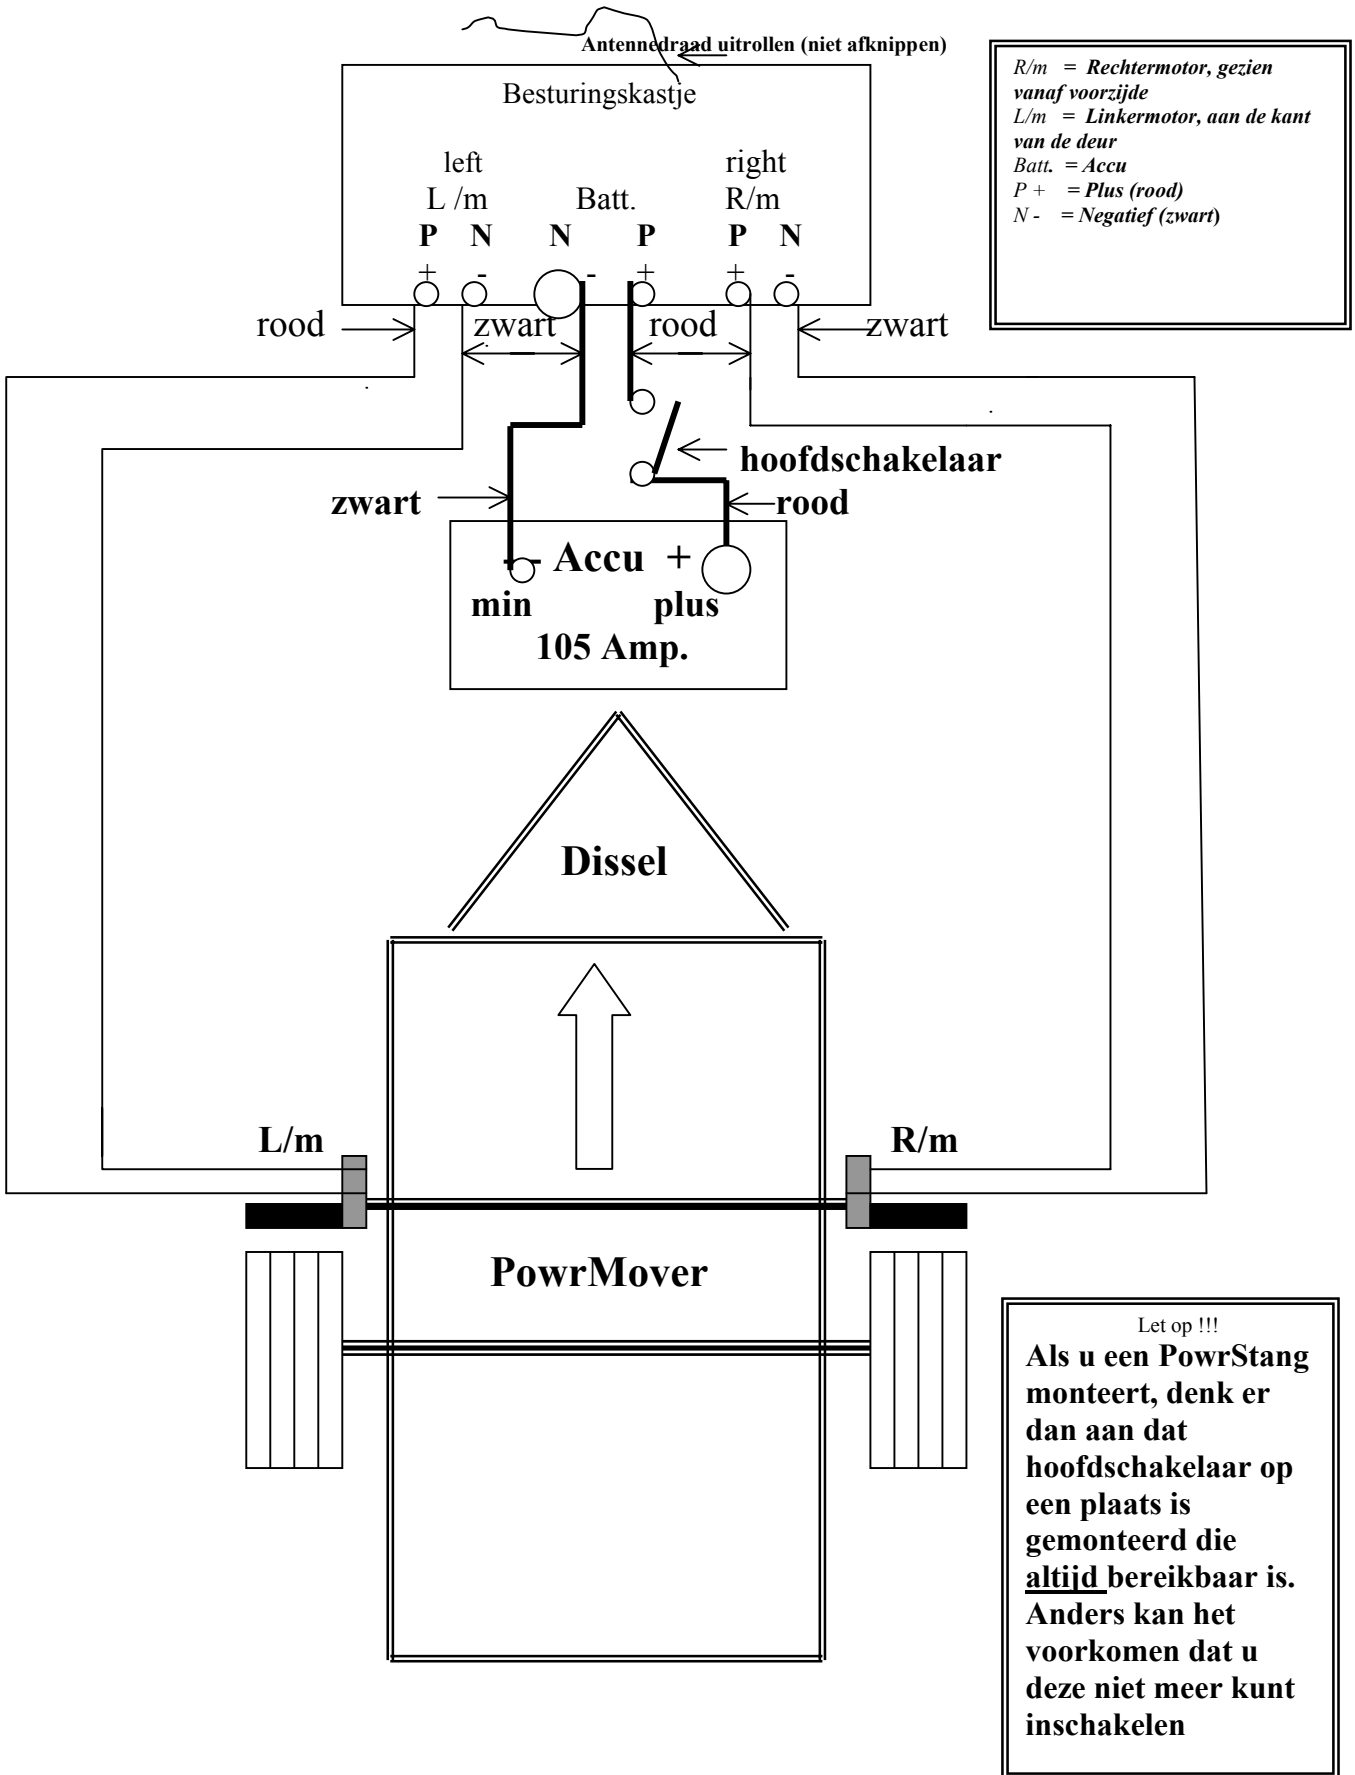 Antennedraad uitrollen (niet afknippen)
Besturingskastje
left right
L /m Batt. R/m
P N N P P N
+ - - + + -
rood zwart rood zwart
hoofdschakelaar
zwart rood
- Accu +
min plus
105 Amp.
Dissel
L/m R/m
PowrMover
R/m = Rechtermotor, gezien
vanaf voorzijde
L/m = Linkermotor, aan de kant
van de deur
Batt. = Accu
P + = Plus (rood)
N - = Negatief (zwart)
Let op !!!
Als u een PowrStang
monteert, denk er
dan aan dat
hoofdschakelaar op
een plaats is
gemonteerd die
altijd bereikbaar is.
Anders kan het
voorkomen dat u
deze niet meer kunt
inschakelen